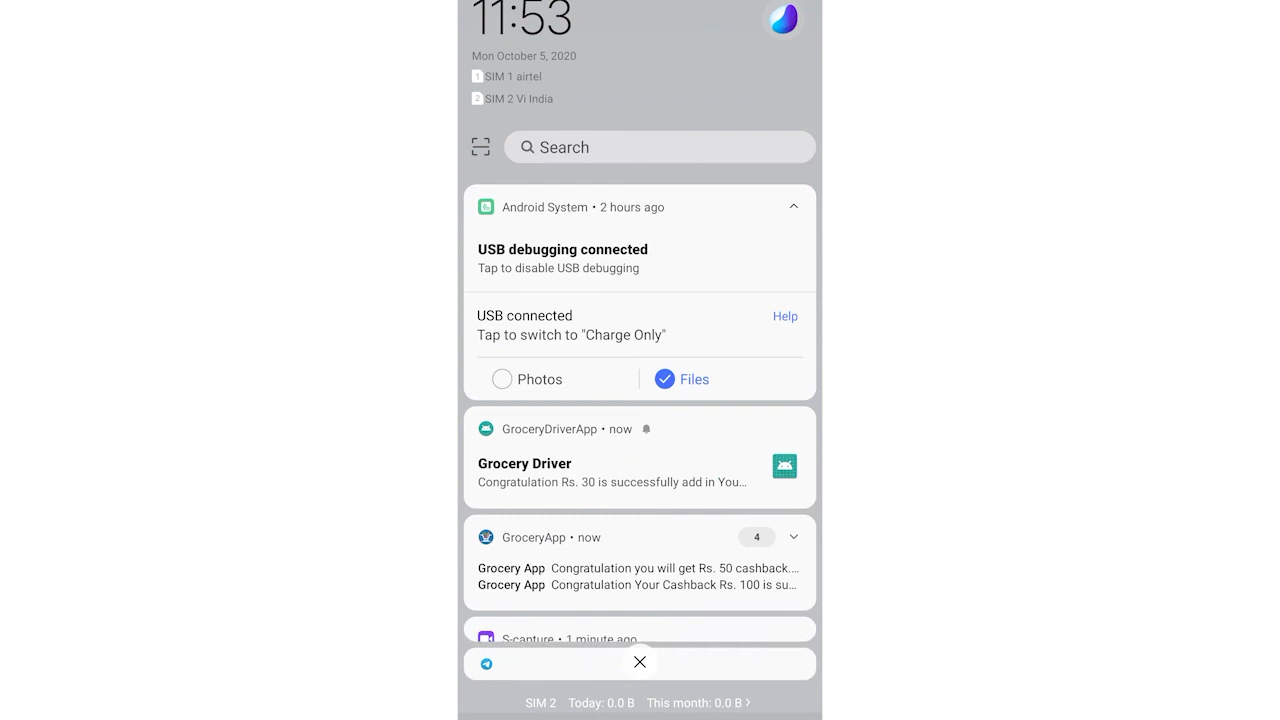 11:53
Mon October 5, 2020
1 SIM 1 airtel
2 SIM 2 Vi India
Search
Android System • 2 hours ago
USB debugging connected
Tap to disable USB debugging
USB connected
Help
Tap to switch to "Charge Only"
Photos
Files
GroceryDriverApp • now
Grocery Driver
Congratulation Rs. 30 is successfully add in You...
GroceryApp • now
4
Grocery App Congratulation you will get Rs. 50 cashback....
Grocery App Congratulation Your Cashback Rs. 100 is su...
S-capture • 1 minute ago
SIM 2 Today: 0.0 B This month: 0.0 B >